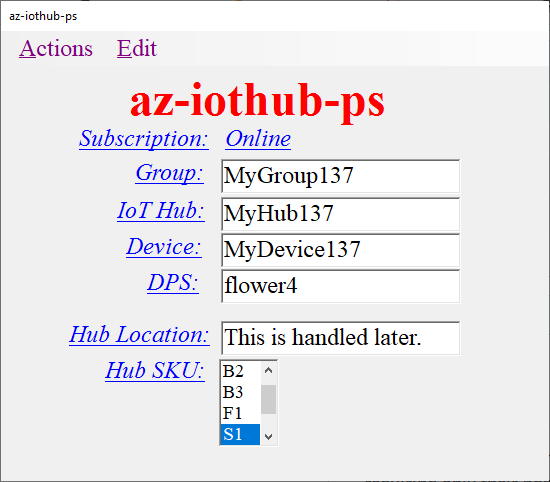 az-iothub-ps
Actions Edit
az-iothub-ps
Subscription: Online
Group: MyGroup137
IoT Hub: MyHub137
Device: MyDevice137
DPS: flower4
Hub Location: This is handled later.
Hub SKU: B2
B3
F1
S1